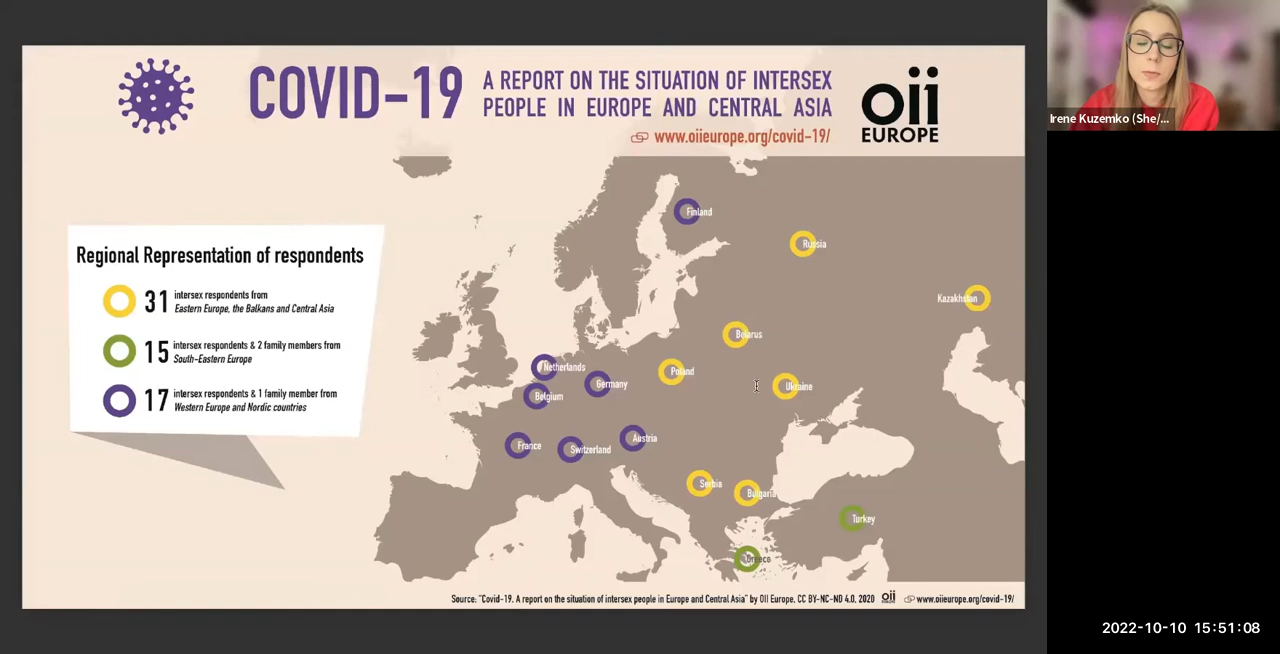 COVID-19
A REPORT ON THE SITUATION OF INTERSEX
PEOPLE IN EUROPE AND CENTRAL ASIA
www.oiieurope.org/covid-19/
oii
EUROPE
Irene Kuzemko (She/...
Regional Representation of respondents
31 intersex respondents from
Eastern Europe, the Balkans and Central Asia
15 intersex respondents & 2 family members from
South-Eastern Europe
17 intersex respondents & 1 family member from
Western Europe and Nordic countries
Finland
Russia
Kazakhstan
Belarus
Netherlands
Poland
Germany
Ukraine
Belgium
Austria
France
Switzerland
Serbia
Bulgaria
Turkey
Greece
Source: "Covid-19. A report on the situation of intersex people in Europe and Central Asia" by OII Europe, CC BY-NC-ND 4.0, 2020 oii www.oiieurope.org/covid-19/
2022-10-10 15:51:08